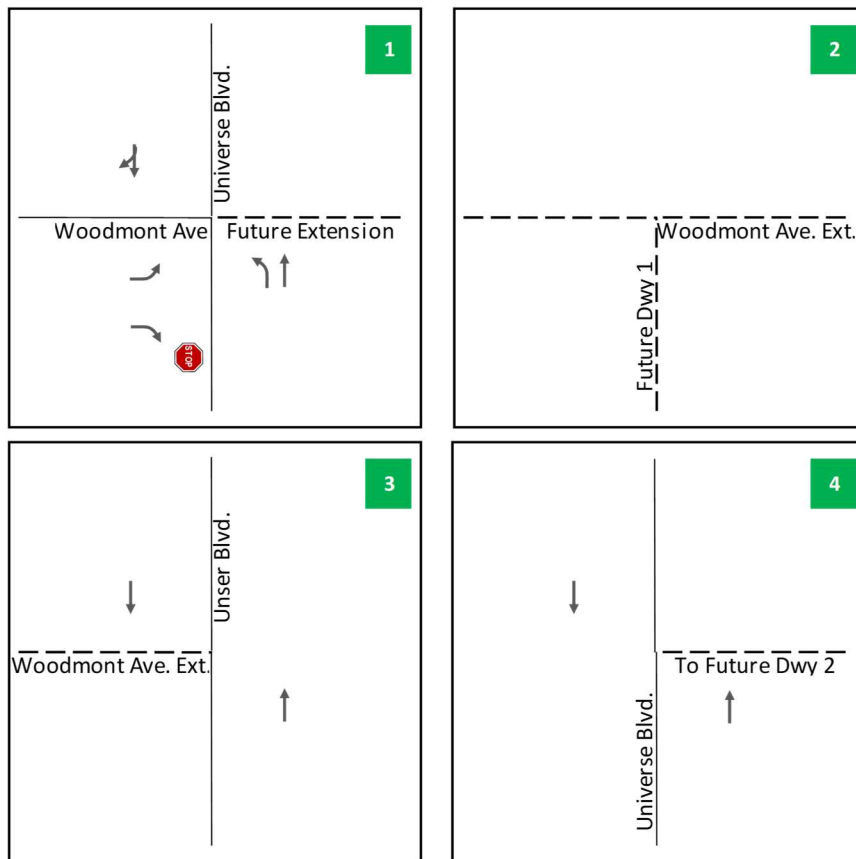 1
Universe Blvd.
Woodmont Ave
Future Extension
STOP
2
Woodmont Ave. Ext.
Future Dwy 1
3
Unser Blvd.
Woodmont Ave. Ext.
4
To Future Dwy 2
Universe Blvd.